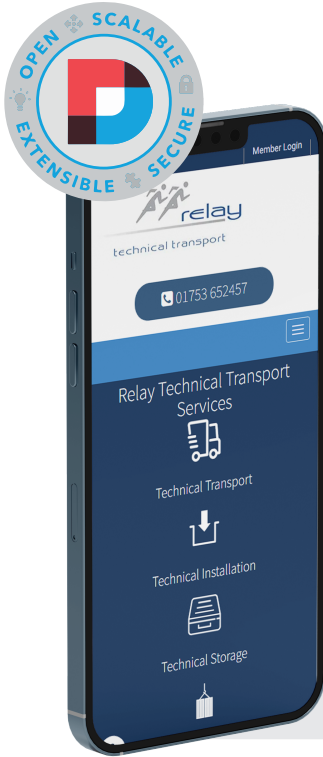 OPEN
SCALABLE
SECURE
EXTENSIBLE
Member Login
relay
technical transport
01753 652457
Relay Technical Transport
Services
Technical Transport
Technical Installation
Technical Storage